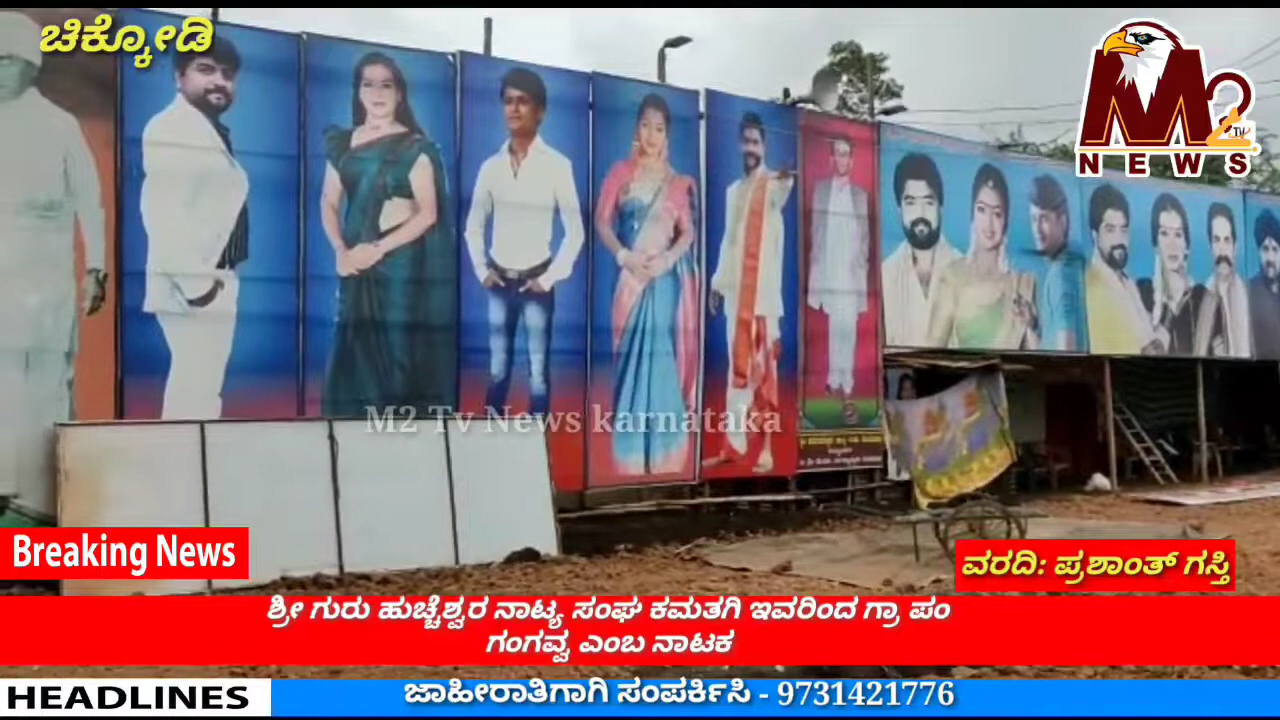 ಚಿಕ್ಕೋಡಿ
M2 TV
NEWS
M2 Tv News karnataka
Breaking News
ವರದಿ: ಪ್ರಶಾಂತ್ ಗಸ್ತಿ
ಶ್ರೀ ಗುರು ಹುಚ್ಚೆಶ್ವರ ನಾಟ್ಯ ಸಂಘ ಕಮತಗಿ ಇವರಿಂದ ಗ್ರಾ ಪಂ
ಗಂಗವ್ವ ಎಂಬ ನಾಟಕ
HEADLINES
ಜಾಹೀರಾತಿಗಾಗಿ ಸಂಪರ್ಕಿಸಿ - 9731421776